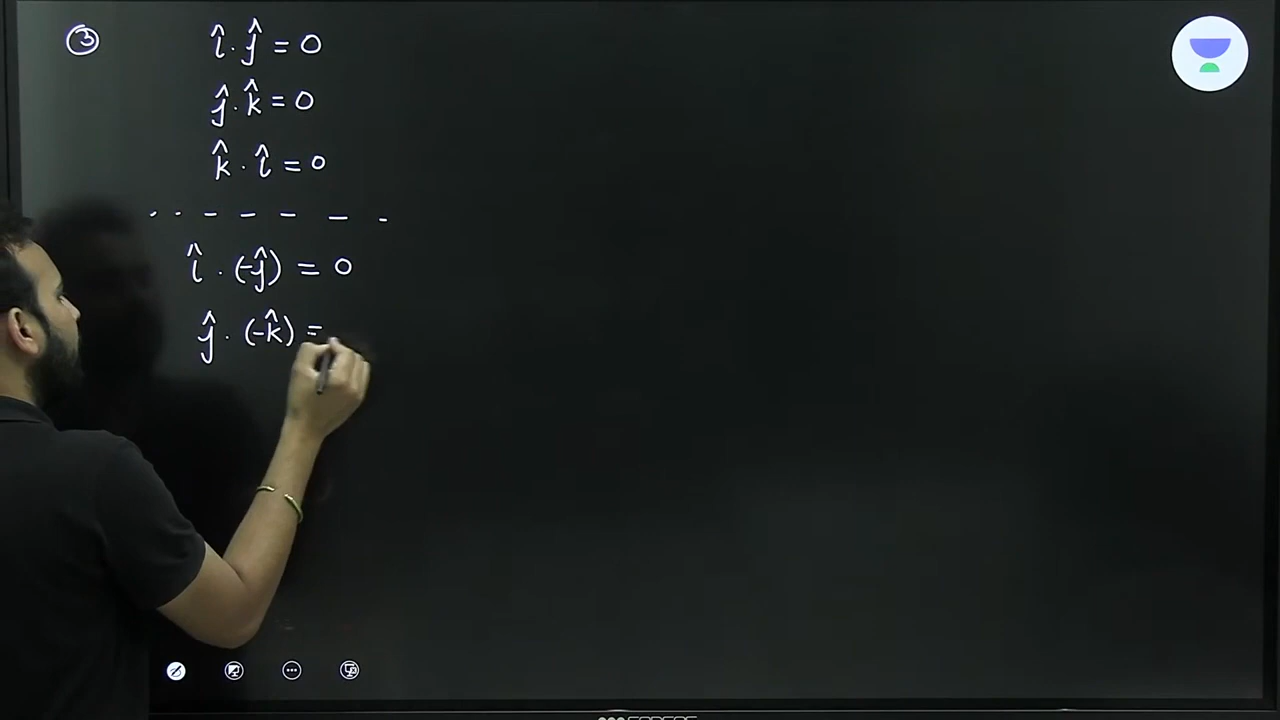 ③ î · ĵ = 0
ĵ · k̂ = 0
k̂ · î = 0
î · (-ĵ) = 0
ĵ · (-k̂) =